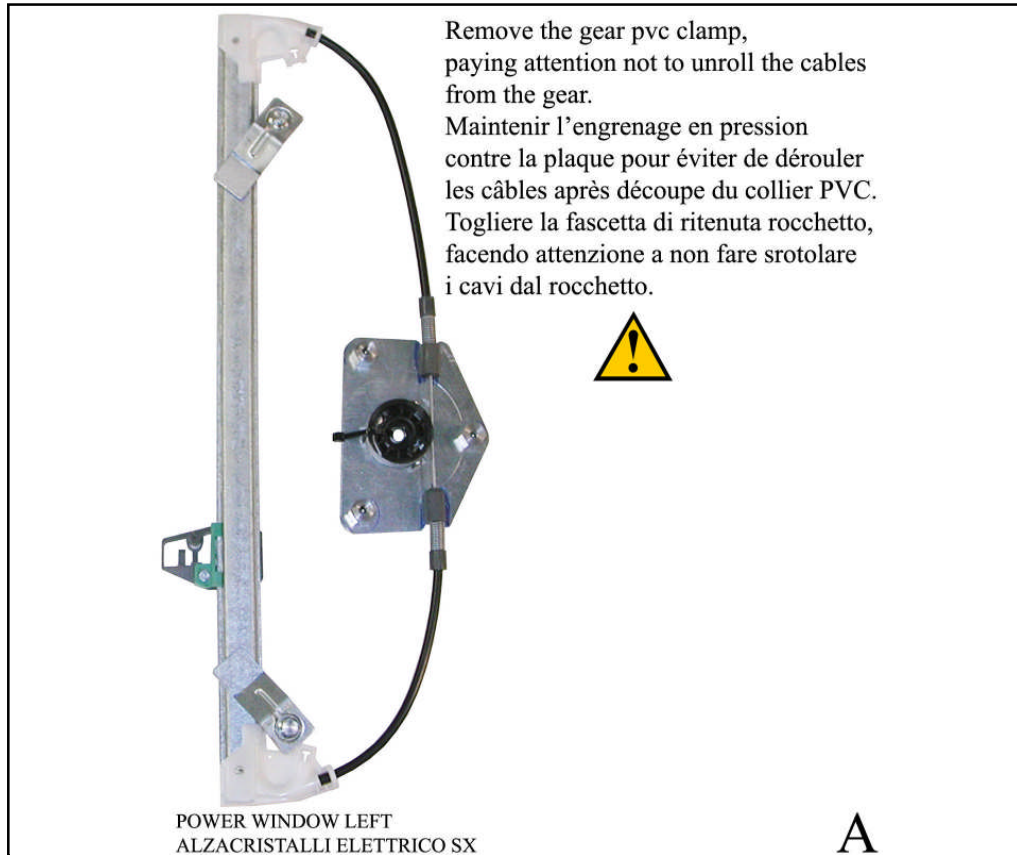 Remove the gear pvc clamp,
paying attention not to unroll the cables
from the gear.
Maintenir l’engrenage en pression
contre la plaque pour éviter de dérouler
les câbles après découpe du collier PVC.
Togliere la fascetta di ritenuta rocchetto,
facendo attenzione a non fare srotolare
i cavi dal rocchetto.
!
POWER WINDOW LEFT
ALZACRISTALLI ELETTRICO SX
A